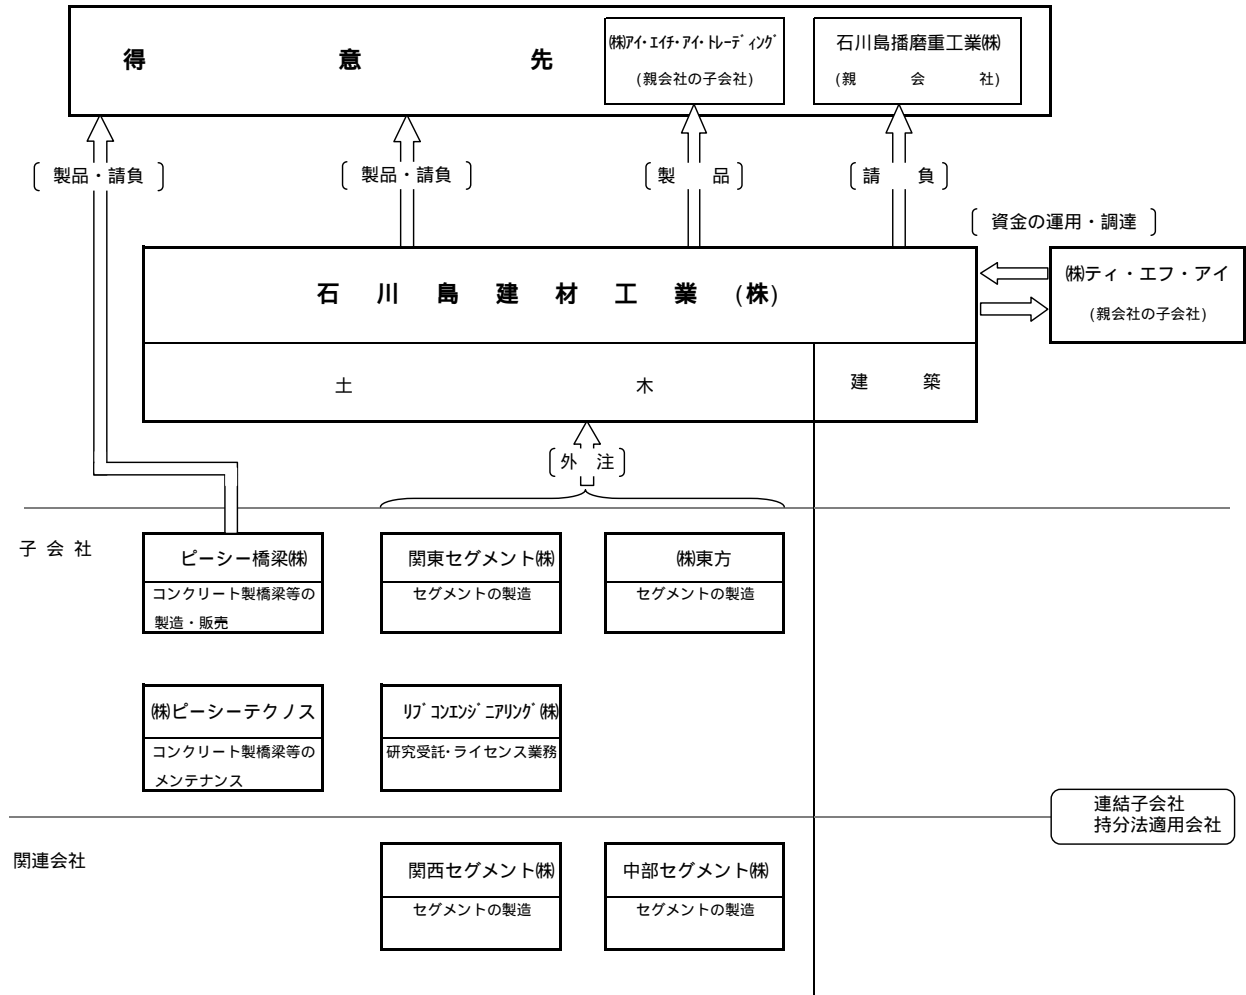 得意先
㈱ｱｲ･ｴｲﾁ･ｱｲ･ﾄﾚｰﾃﾞｨﾝｸﾞ
(親会社の子会社)
石川島播磨重工業㈱
(親会社)
〔製品・請負〕
〔製品・請負〕
〔製品〕
〔請負〕
〔資金の運用・調達〕
石川島建材工業(株)
㈱ティ・エフ・アイ
(親会社の子会社)
土木
建築
〔外注〕
子会社
ピーシー橋梁㈱
コンクリート製橋梁等の
製造・販売
関東セグメント㈱
セグメントの製造
㈱東方
セグメントの製造
㈱ピーシーテクノス
コンクリート製橋梁等の
メンテナンス
ﾘﾌﾞｺﾝｴﾝｼﾞﾆｱﾘﾝｸﾞ㈱
研究受託･ライセンス業務
連結子会社
持分法適用会社
関連会社
関西セグメント㈱
セグメントの製造
中部セグメント㈱
セグメントの製造